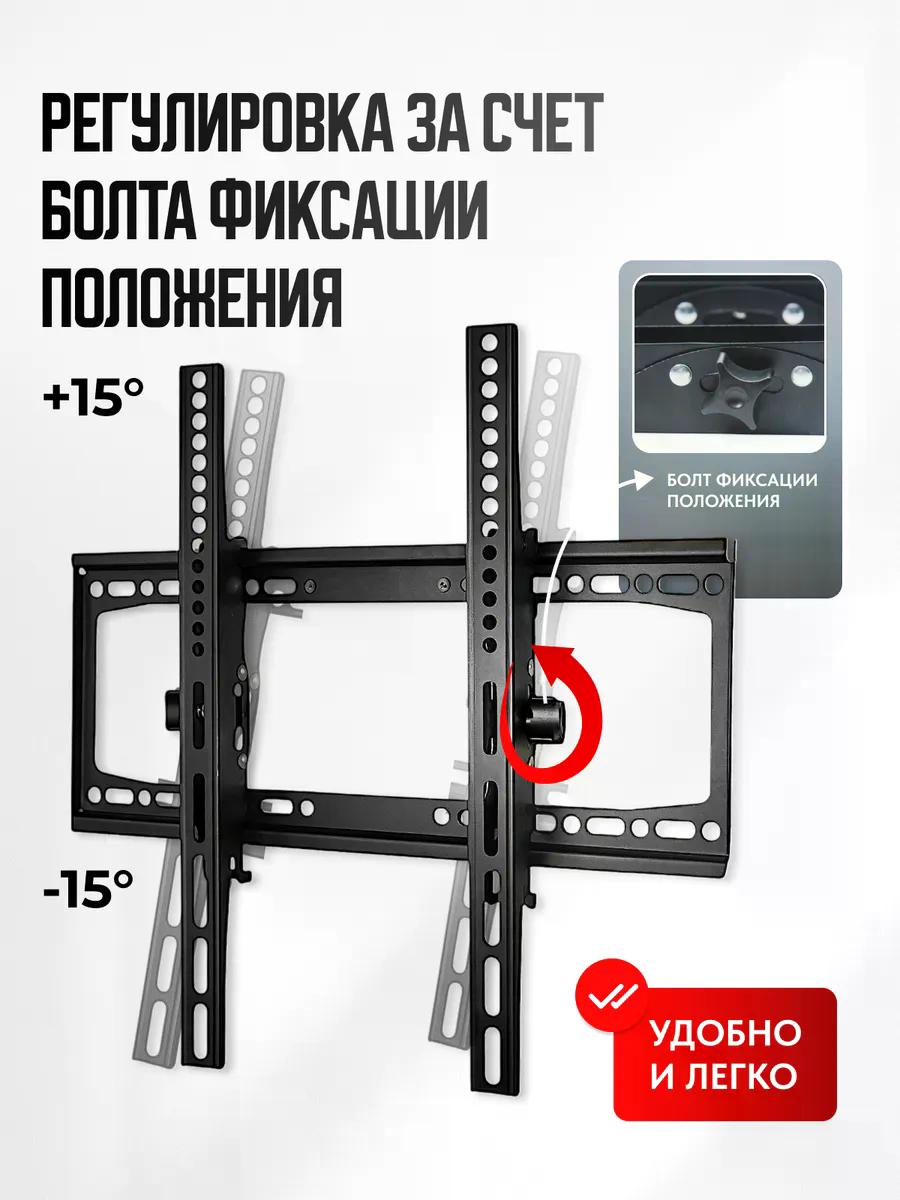 РЕГУЛИРОВКА ЗА СЧЕТ
БОЛТА ФИКСАЦИИ
ПОЛОЖЕНИЯ
+15°
БОЛТ ФИКСАЦИИ
ПОЛОЖЕНИЯ
-15°
УДОБНО
И ЛЕГКО